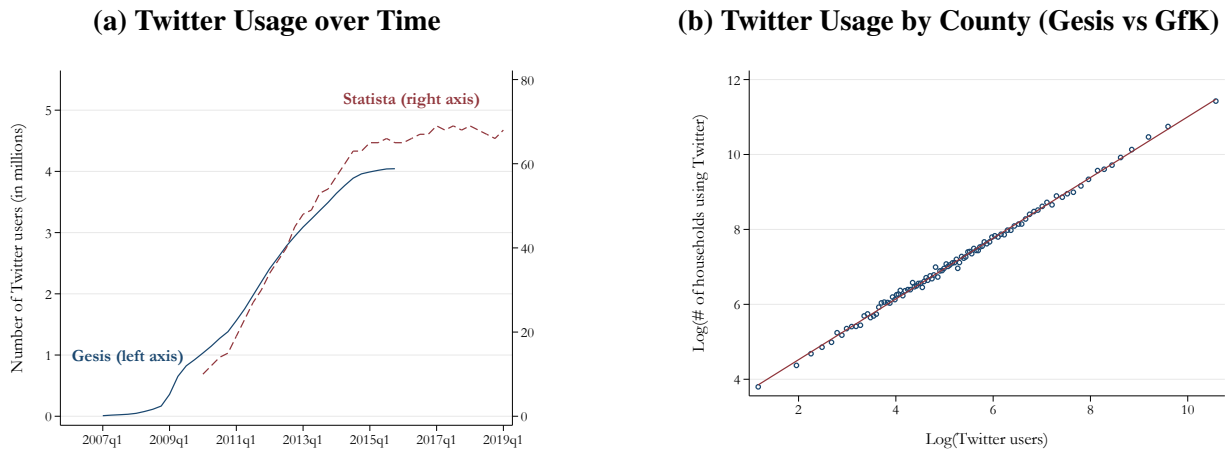 (a) Twitter Usage over Time
Number of Twitter users (in millions)
5
4
3
2
1
0
80
60
40
20
0
Statista (right axis)
Gesis (left axis)
2007q1 2009q1 2011q1 2013q1 2015q1 2017q1 2019q1
(b) Twitter Usage by County (Gesis vs GfK)
Log(# of households using Twitter)
12
10
8
6
4
2 4 6 8 10
Log(Twitter users)